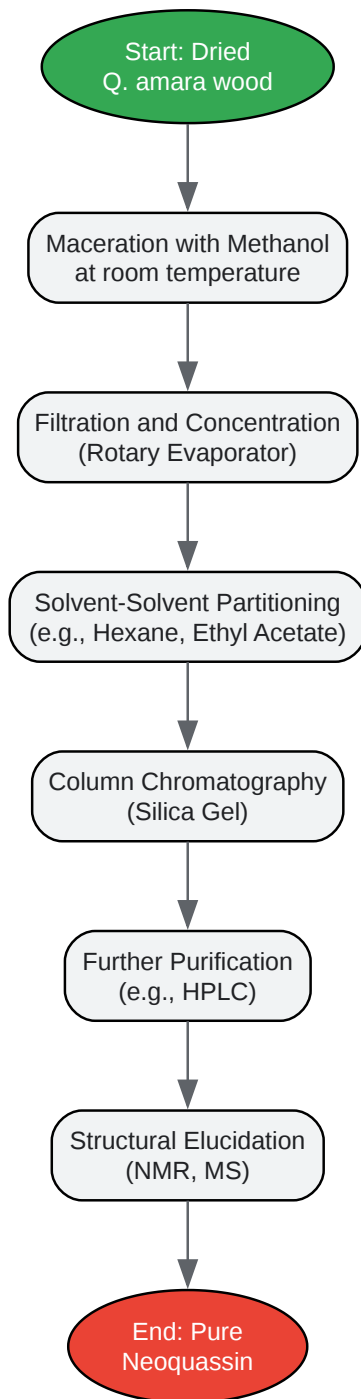 Start: Dried
Q. amara wood
Maceration with Methanol
at room temperature
Filtration and Concentration
(Rotary Evaporator)
Solvent-Solvent Partitioning
(e.g., Hexane, Ethyl Acetate)
Column Chromatography
(Silica Gel)
Further Purification
(e.g., HPLC)
Structural Elucidation
(NMR, MS)
End: Pure
Neoquassin